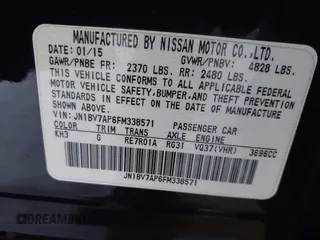 MANUFACTURED BY NISSAN MOTOR CO., LTD.
DATE: 01/15 GVWR/PNBV: 4828 LBS.
GAWR/PNBE FR: 2370 LBS. RR: 2480 LBS.
THIS VEHICLE CONFORMS TO ALL APPLICABLE FEDERAL
MOTOR VEHICLE SAFETY, BUMPER, AND THEFT PREVENTION
STANDARDS IN EFFECT ON THE DATE OF
MANUFACTURE SHOWN ABOVE.
VIN: JN1BV7AP6FM338571 PASSENGER CAR
COLOR TRIM TRANS AXLE ENGINE
KH3 G RE7R01A RG31 VQ37(VHR) 3696CC
JN1BV7AP6FM338571
DREAMBID